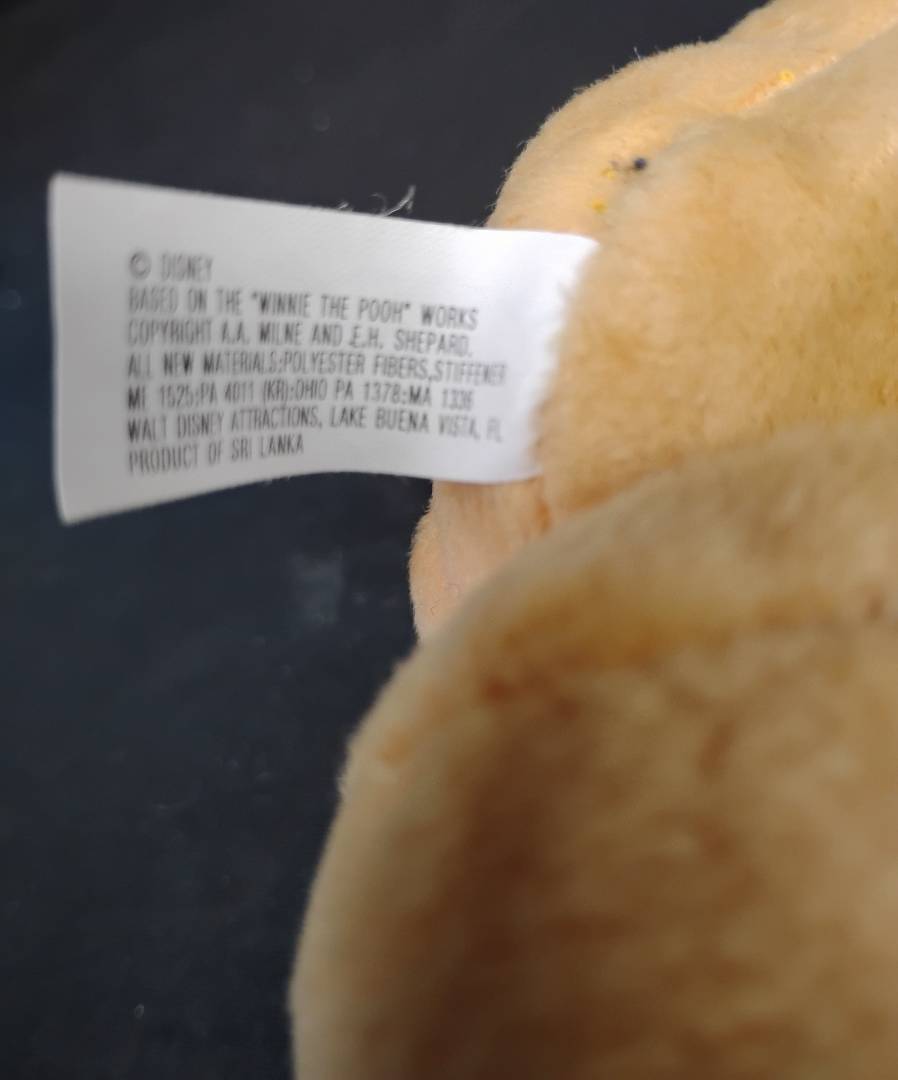 © DISNEY
BASED ON THE "WINNIE THE POOH" WORKS
COPYRIGHT A.A. MILNE AND E.H. SHEPARD.
ALL NEW MATERIALS:POLYESTER FIBERS,STIFFENER
ME 1525:PA 4011 (KR):OHIO PA 1378:MA 1336
WALT DISNEY ATTRACTIONS, LAKE BUENA VISTA, FL
PRODUCT OF SRI LANKA